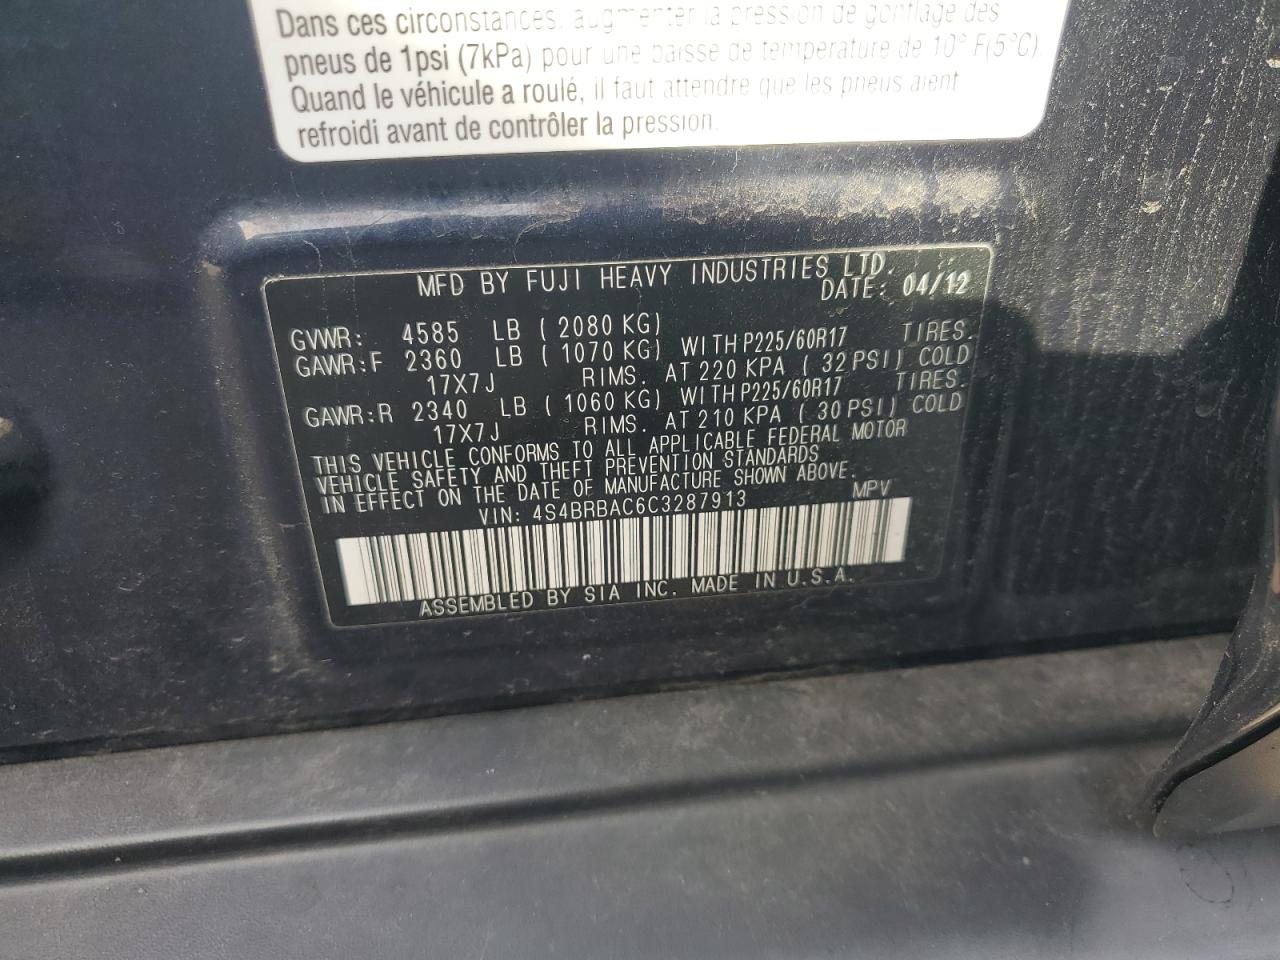 Dans ces circonstances, augmenter la pression de gonflage des
pneus de 1psi (7kPa) pour une baisse de température de 10° F(5°C)
Quand le véhicule a roulé, il faut attendre que les pneus aient
refroidi avant de contrôler la pression.
MFD BY FUJI HEAVY INDUSTRIES LTD.
DATE: 04/12
GVWR: 4585 LB ( 2080 KG)
GAWR:F 2360 LB ( 1070 KG) WITH P225/60R17 TIRES.
17X7J RIMS. AT 220 KPA ( 32 PSI) COLD
GAWR:R 2340 LB ( 1060 KG) WITH P225/60R17 TIRES.
17X7J RIMS. AT 210 KPA ( 30 PSI) COLD
THIS VEHICLE CONFORMS TO ALL APPLICABLE FEDERAL MOTOR
VEHICLE SAFETY AND THEFT PREVENTION STANDARDS
IN EFFECT ON THE DATE OF MANUFACTURE SHOWN ABOVE.
VIN: 4S4BRBAC6C3287913 MPV
ASSEMBLED BY SIA INC. MADE IN U.S.A.